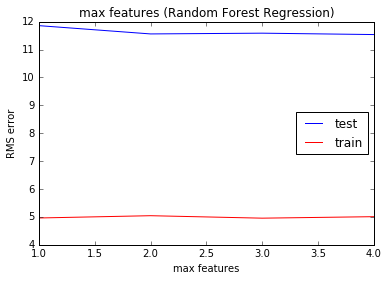 max features (Random Forest Regression)
RMS error
12
11
10
9
8
7
6
5
4
test
train
1.0 1.5 2.0 2.5 3.0 3.5 4.0
max features